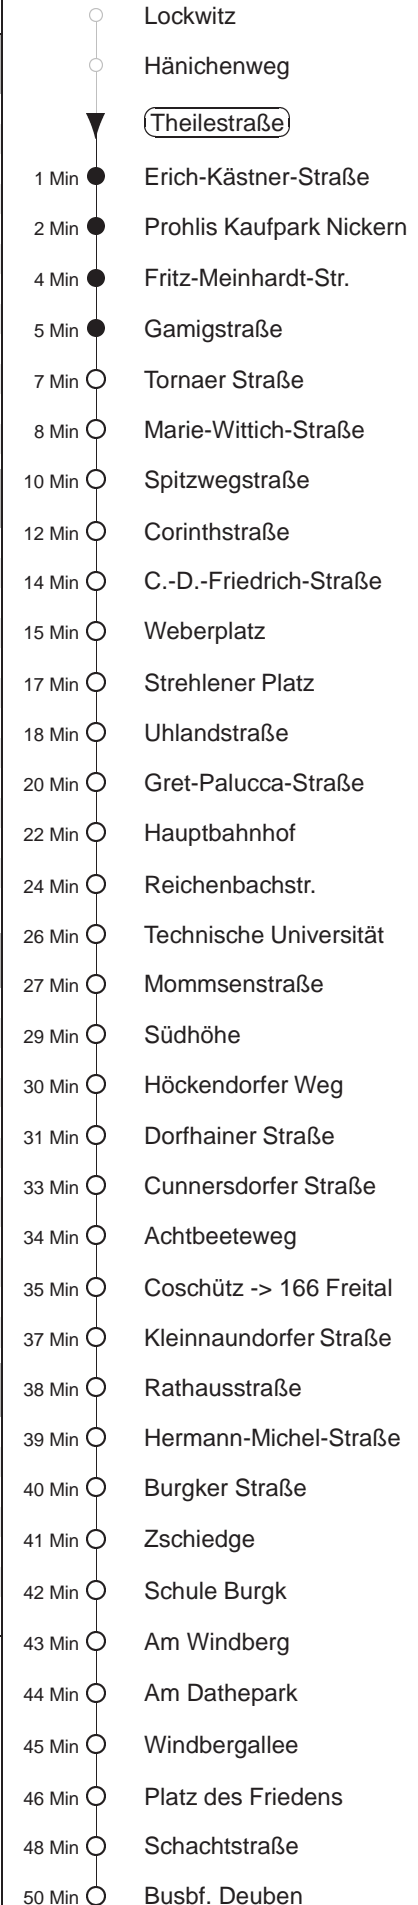 Lockwitz
Hänichenweg
Theilestraße
1 Min Erich-Kästner-Straße
2 Min Prohlis Kaufpark Nickern
4 Min Fritz-Meinhardt-Str.
5 Min Gamigstraße
7 Min Tornaer Straße
8 Min Marie-Wittich-Straße
10 Min Spitzwegstraße
12 Min Corinthstraße
14 Min C.-D.-Friedrich-Straße
15 Min Weberplatz
17 Min Strehlener Platz
18 Min Uhlandstraße
20 Min Gret-Palucca-Straße
22 Min Hauptbahnhof
24 Min Reichenbachstr.
26 Min Technische Universität
27 Min Mommsenstraße
29 Min Südhöhe
30 Min Höckendorfer Weg
31 Min Dorfhainer Straße
33 Min Cunnersdorfer Straße
34 Min Achtbeeteweg
35 Min Coschütz -> 166 Freital
37 Min Kleinnaundorfer Straße
38 Min Rathausstraße
39 Min Hermann-Michel-Straße
40 Min Burgker Straße
41 Min Zschiedge
42 Min Schule Burgk
43 Min Am Windberg
44 Min Am Dathepark
45 Min Windbergallee
46 Min Platz des Friedens
48 Min Schachtstraße
50 Min Busbf. Deuben